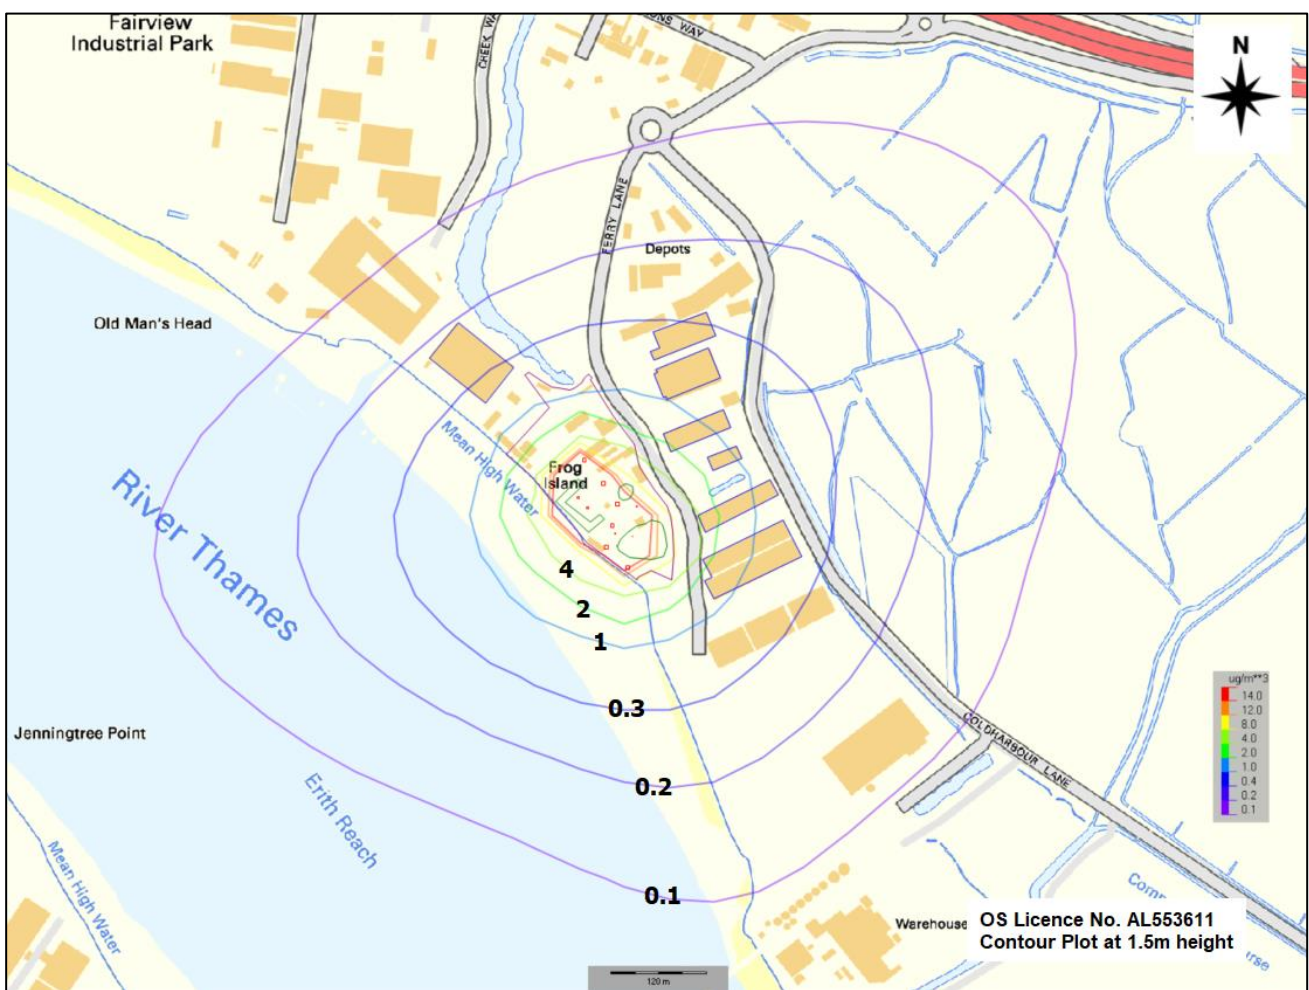 Fairview
Industrial Park
CREEK WA
ONS WAY
N
FERRY LANE
Depots
Old Man's Head
Mean High Water
Frog
Island
River Thames
4
2
1
0.3
0.2
0.1
Jenningtree Point
Erith Reach
Mean High Water
COLDHARBOUR LANE
ug/m**3
14.0
12.0
8.0
4.0
2.0
1.0
0.4
0.2
0.1
Warehouse
OS Licence No. AL553611
Contour Plot at 1.5m height
120 m